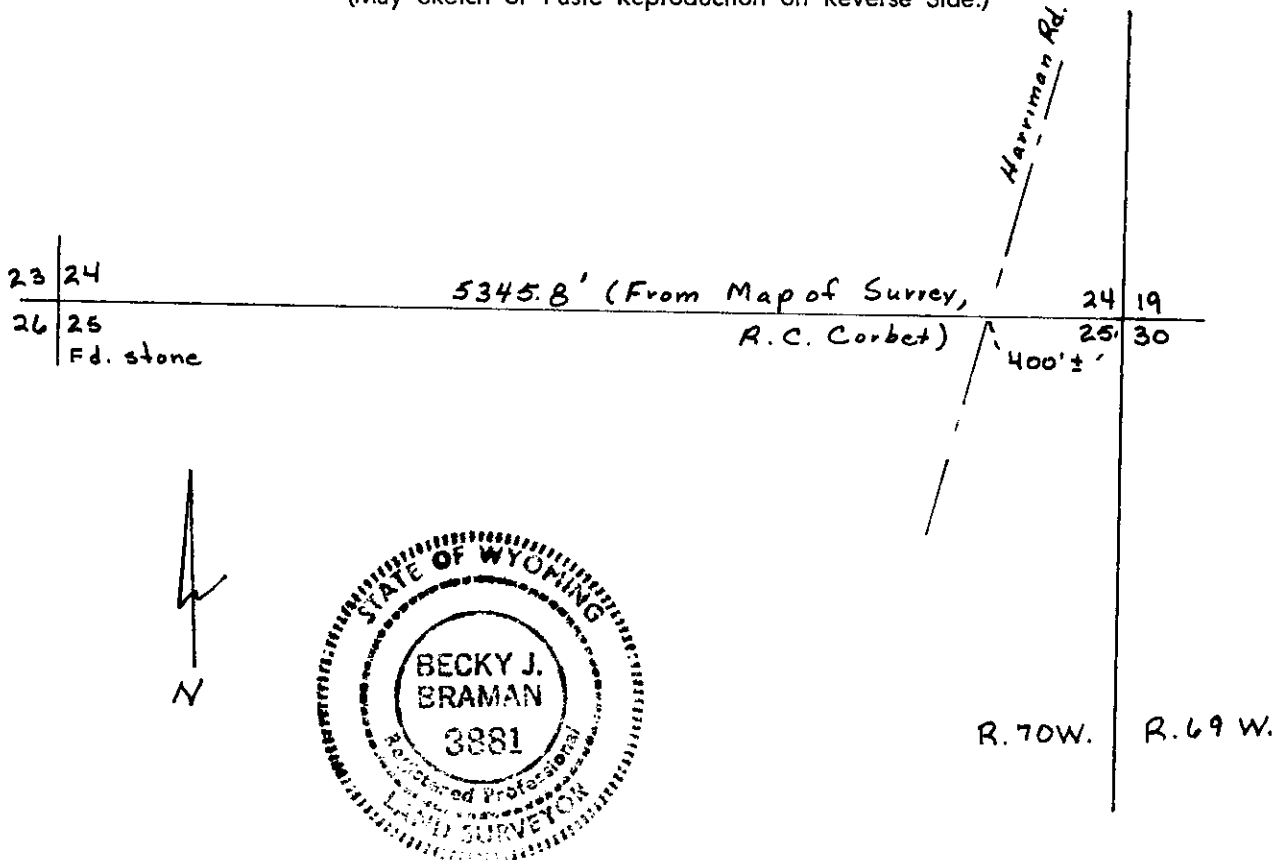 (May Sketch or Paste Reproduction on Reverse Side.)
Harriman Rd.
23 24
5345.8' (From Map of Survey,
24 19
26 25
R.C. Corbet)
25 30
Fd. stone
400'±
N
STATE OF WYOMING
BECKY J.
BRAMAN
3881
Registered Professional
LAND SURVEYOR
R. 70W. R. 69 W.